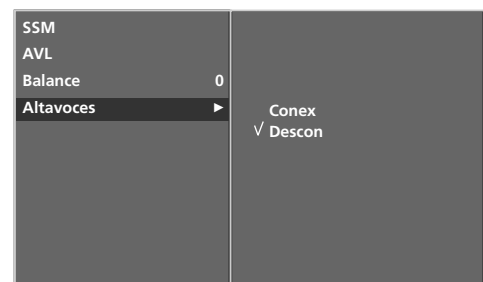 SSM
AVL
Balance 0
Altavoces ►
Conex
√ Descon